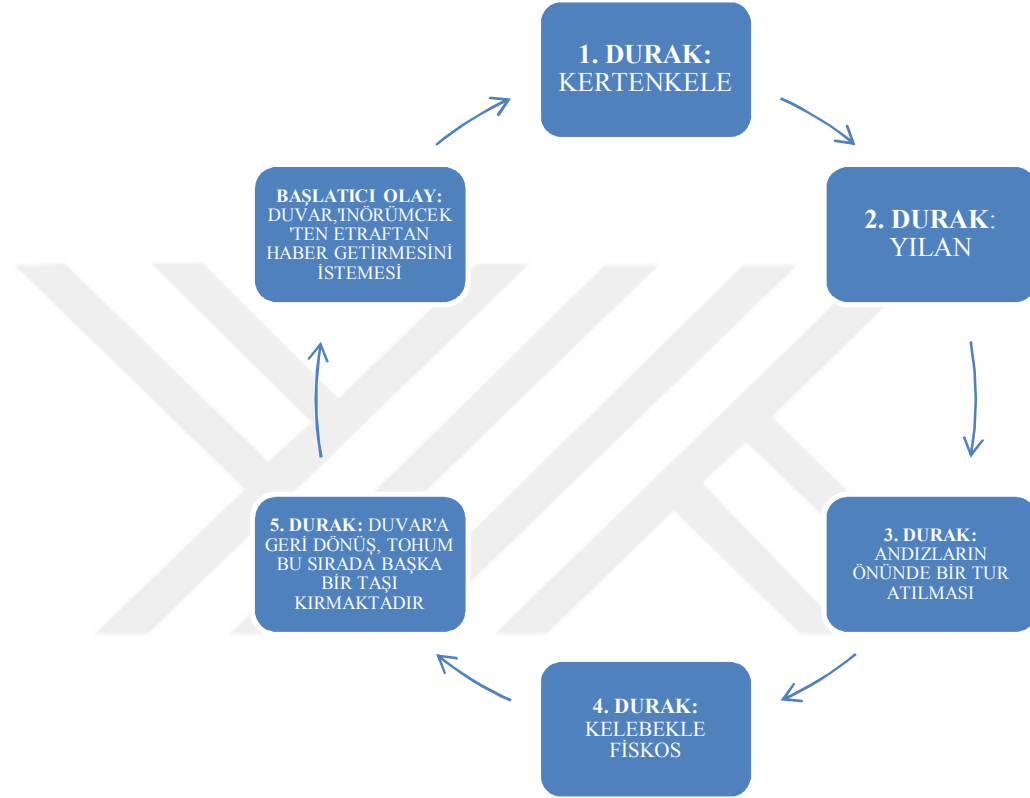 1. DURAK:
KERTENKELE
BAŞLATICI OLAY:
DUVAR,'INÖRÜMCEK
'TEN ETRAFTAN
HABER GETİRMESİNİ
İSTEMESİ
2. DURAK:
YILAN
3. DURAK:
ANDIZLARIN
ÖNÜNDE BİR TUR
ATILMASI
4. DURAK:
KELEBEKLE
FİSKOS
5. DURAK: DUVAR'A
GERİ DÖNÜŞ, TOHUM
BU SIRADA BAŞKA
BİR TAŞI
KIRMAKTADIR